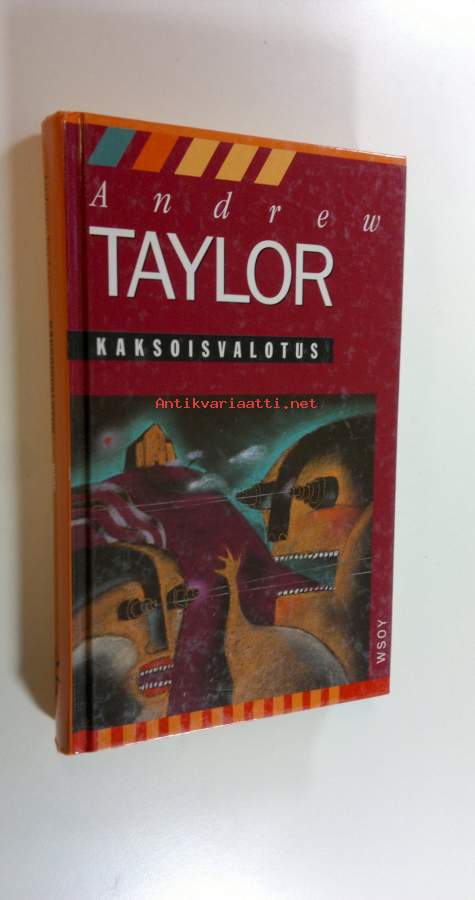 Andrew
TAYLOR
KAKSOISVALOTUS
Antikvariaatti.net
WSOY